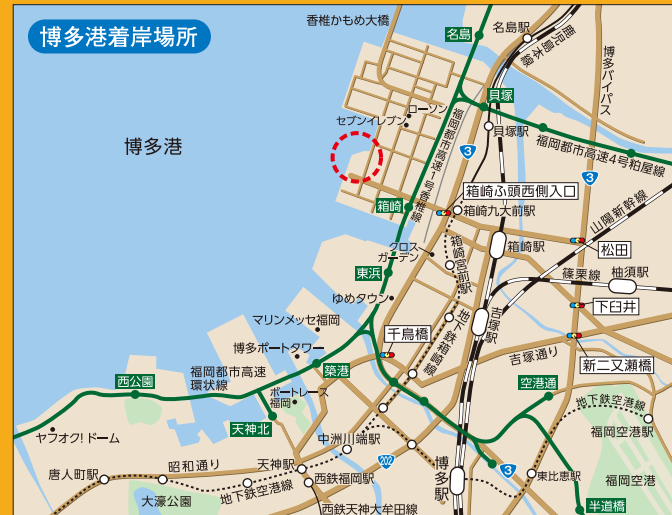 博多港着岸場所
香椎かもめ大橋
名島
名島駅
鹿児島本線
博多バイパス
ローソン
セブンイレブン
貝塚
貝塚駅
博多港
福岡都市高速1号香椎線
3
福岡都市高速4号粕屋線
3
箱崎ふ頭西側入口
箱崎
箱崎九大前駅
山陽新幹線
クロス
ガーデン
箱崎宮前駅
箱崎駅
松田
東浜
篠栗線
柚須駅
ゆめタウン
地下鉄箱崎線
吉塚駅
下臼井
マリンメッセ福岡
千鳥橋
博多ポートタワー
吉塚通り
新二又瀬橋
築港
福岡都市高速
環状線
西公園
ボートレース
福岡
空港通
地下鉄空港線
天神北
ヤフオク!ドーム
中洲川端駅
福岡空港駅
昭和通り
202
唐人町駅
天神駅
博多駅
3
東比恵駅
福岡空港
地下鉄空港線
西鉄福岡駅
大濠公園
西鉄天神大牟田線
半道橋